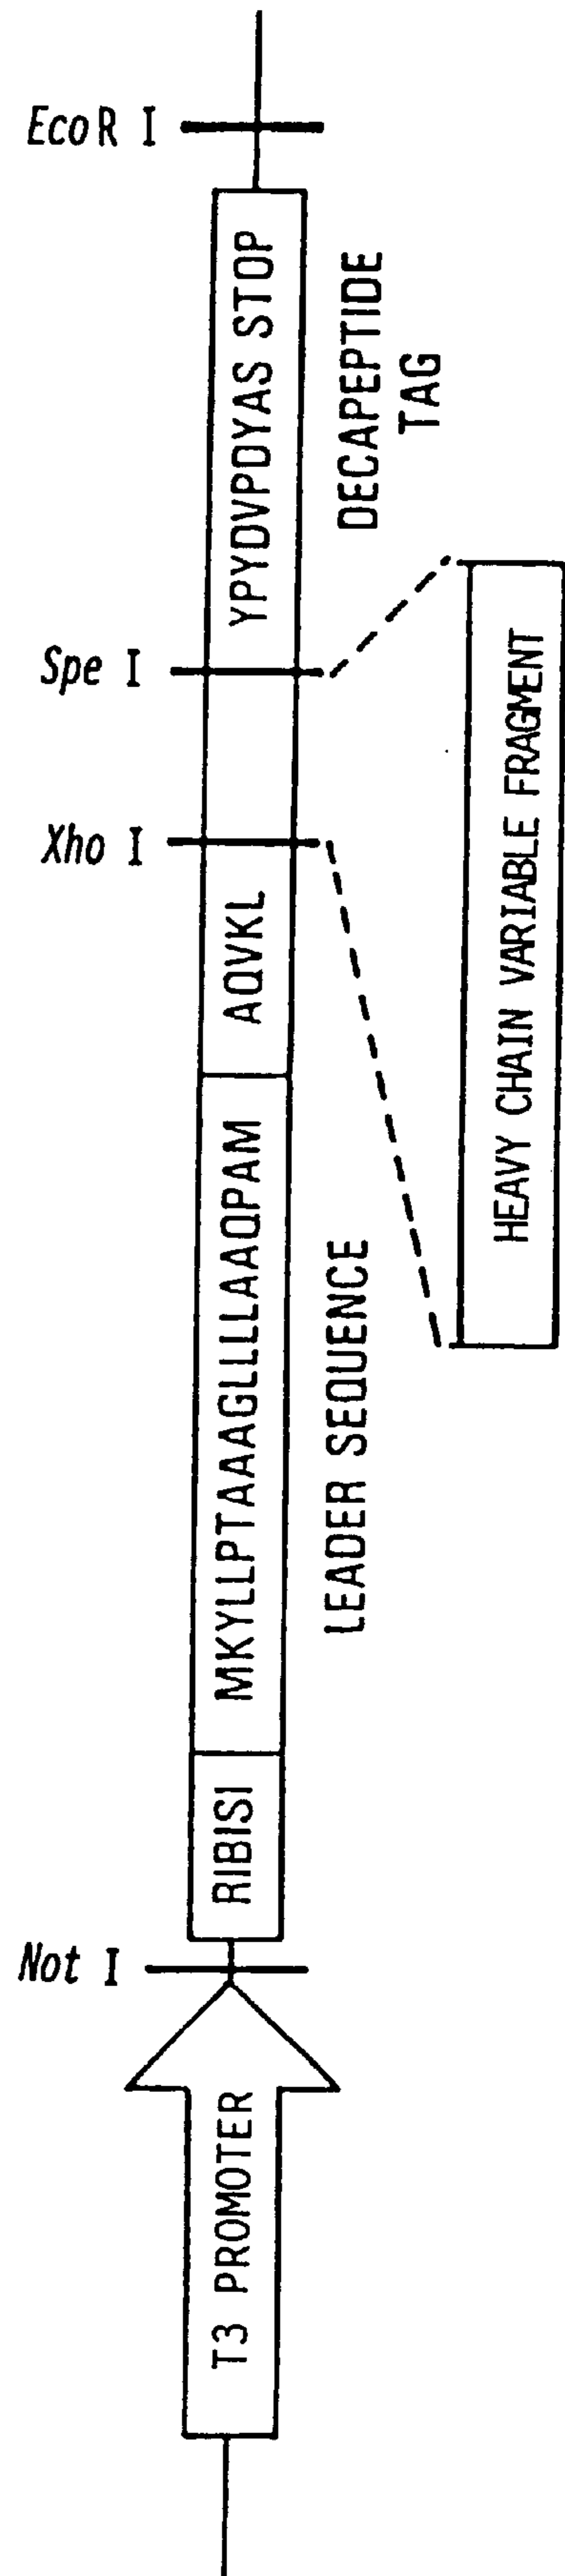 EcoR I
YPYDVPDYAS STOP
DECAPEPTIDE
TAG
Spe I
Xho I
AQVKL
HEAVY CHAIN VARIABLE FRAGMENT
MKYLLPTAAAGLLLLAAQPAM
LEADER SEQUENCE
RIBISI
Not I
T3 PROMOTER